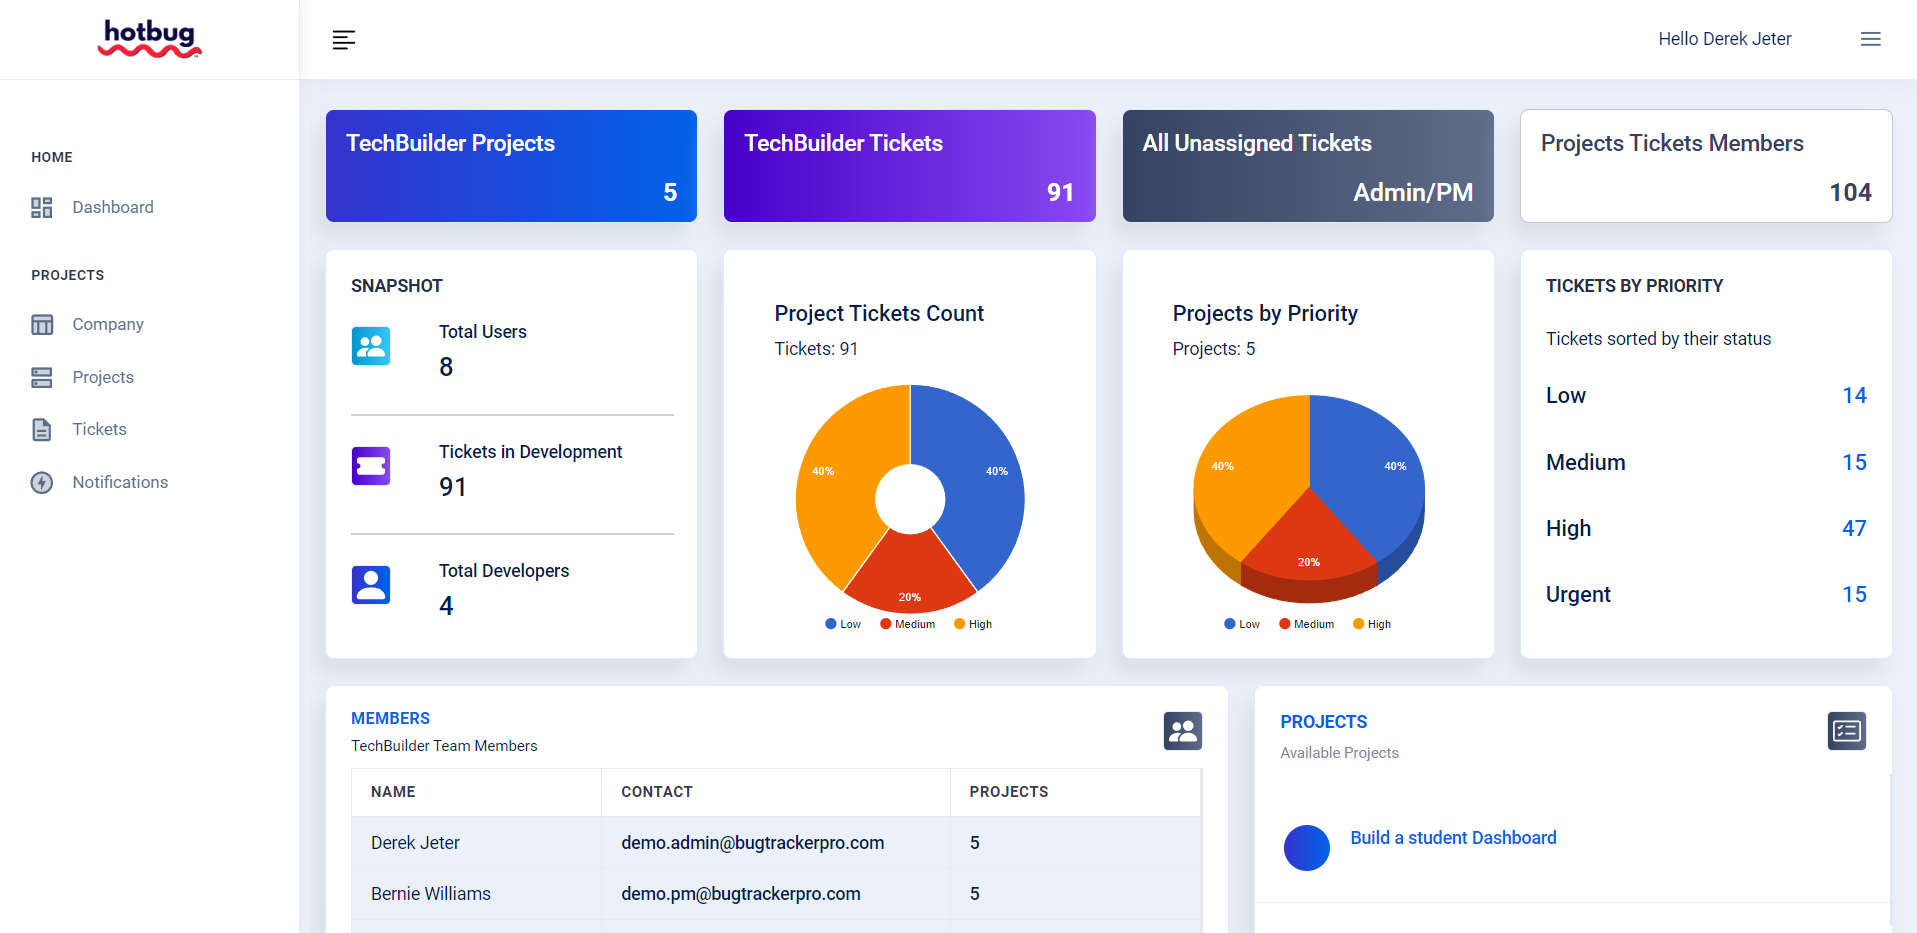 hotbug
Hello Derek Jeter
HOME
Dashboard
PROJECTS
Company
Projects
Tickets
Notifications
TechBuilder Projects
5
TechBuilder Tickets
91
All Unassigned Tickets
Admin/PM
Projects Tickets Members
104
SNAPSHOT
Total Users
8
Tickets in Development
91
Total Developers
4
Project Tickets Count
Tickets: 91
40%
40%
20%
Low Medium High
Projects by Priority
Projects: 5
40%
40%
20%
Low Medium High
TICKETS BY PRIORITY
Tickets sorted by their status
Low 14
Medium 15
High 47
Urgent 15
MEMBERS
TechBuilder Team Members
NAME CONTACT PROJECTS
Derek Jeter demo.admin@bugtrackerpro.com 5
Bernie Williams demo.pm@bugtrackerpro.com 5
PROJECTS
Available Projects
Build a student Dashboard